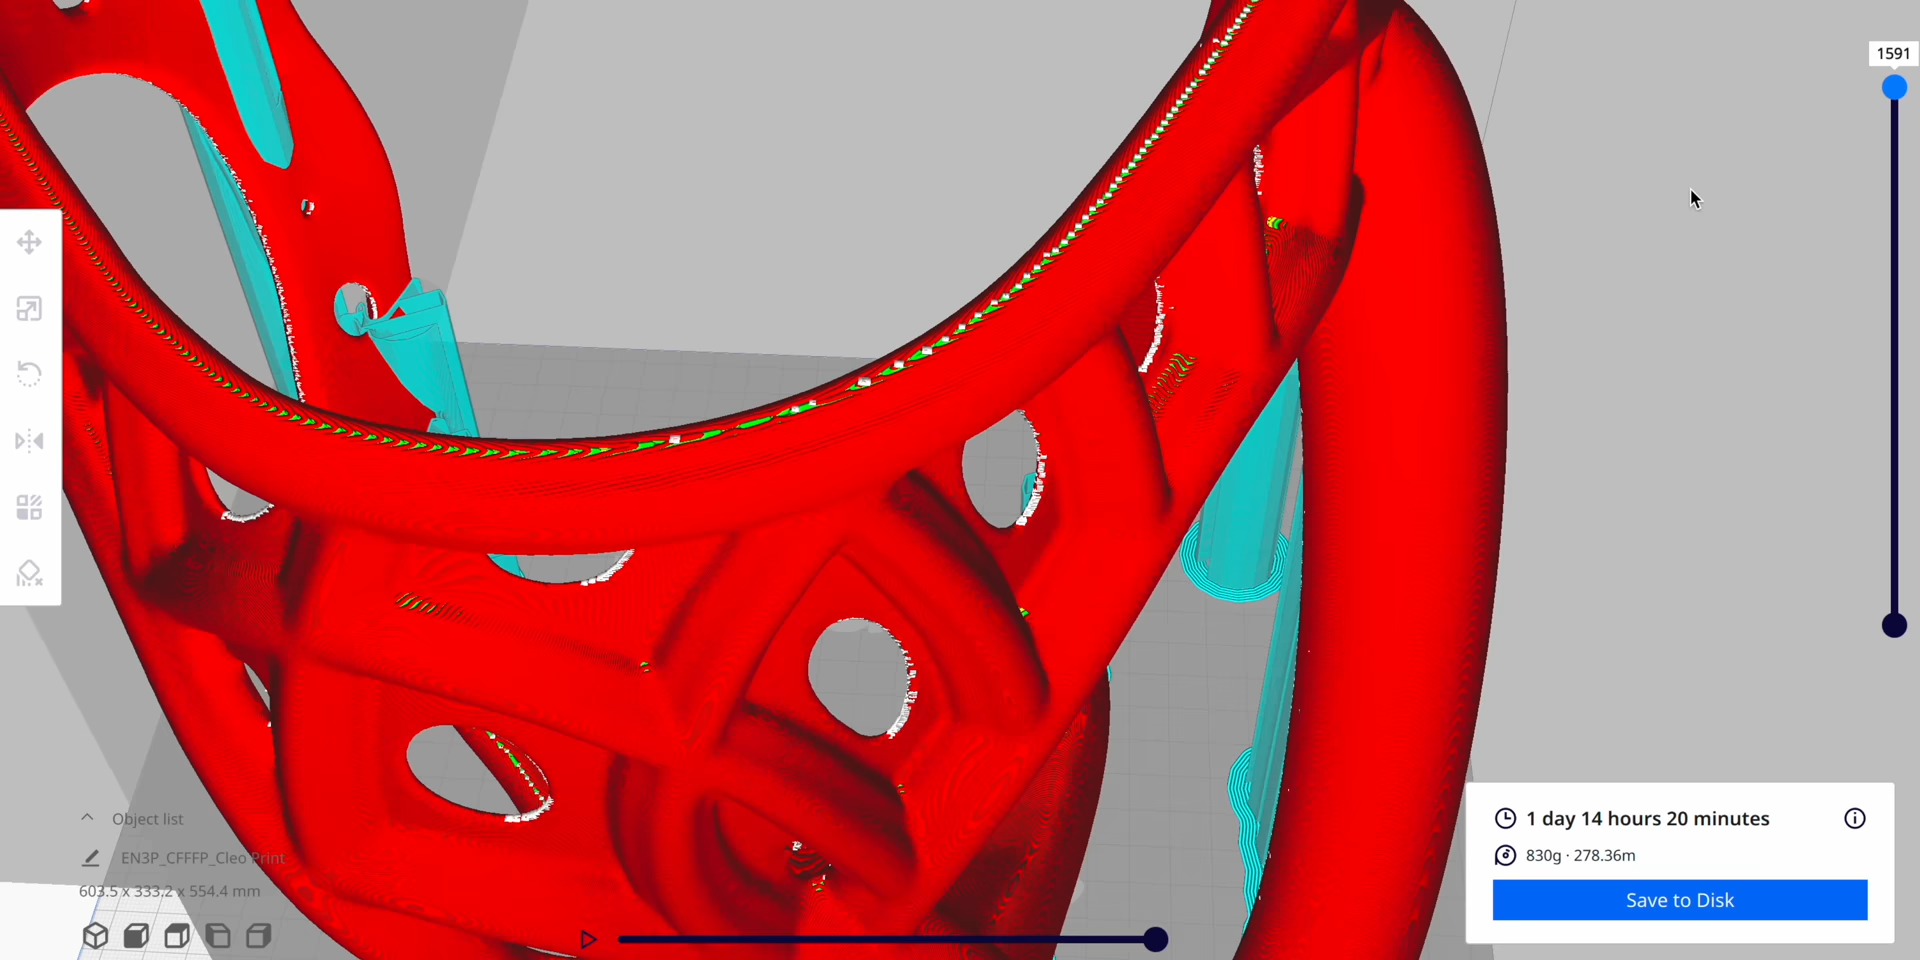 1591
Object list
EN3P_CFFFP_Cleo Print
603.5 x 333.2 x 554.4 mm
1 day 14 hours 20 minutes
830g · 278.36m
Save to Disk